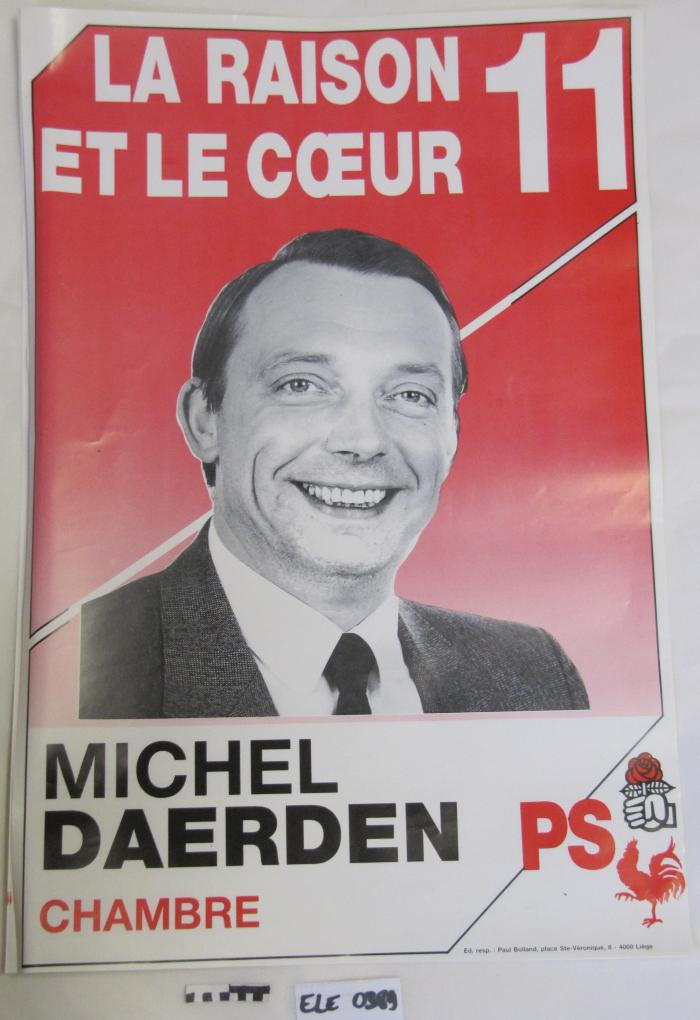 LA RAISON
ET LE CŒUR
11
MICHEL
DAERDEN
CHAMBRE
PS
Ed. resp. : Paul Bolland, place Ste-Véronique, 8 - 4000 Liège
ELE 0389